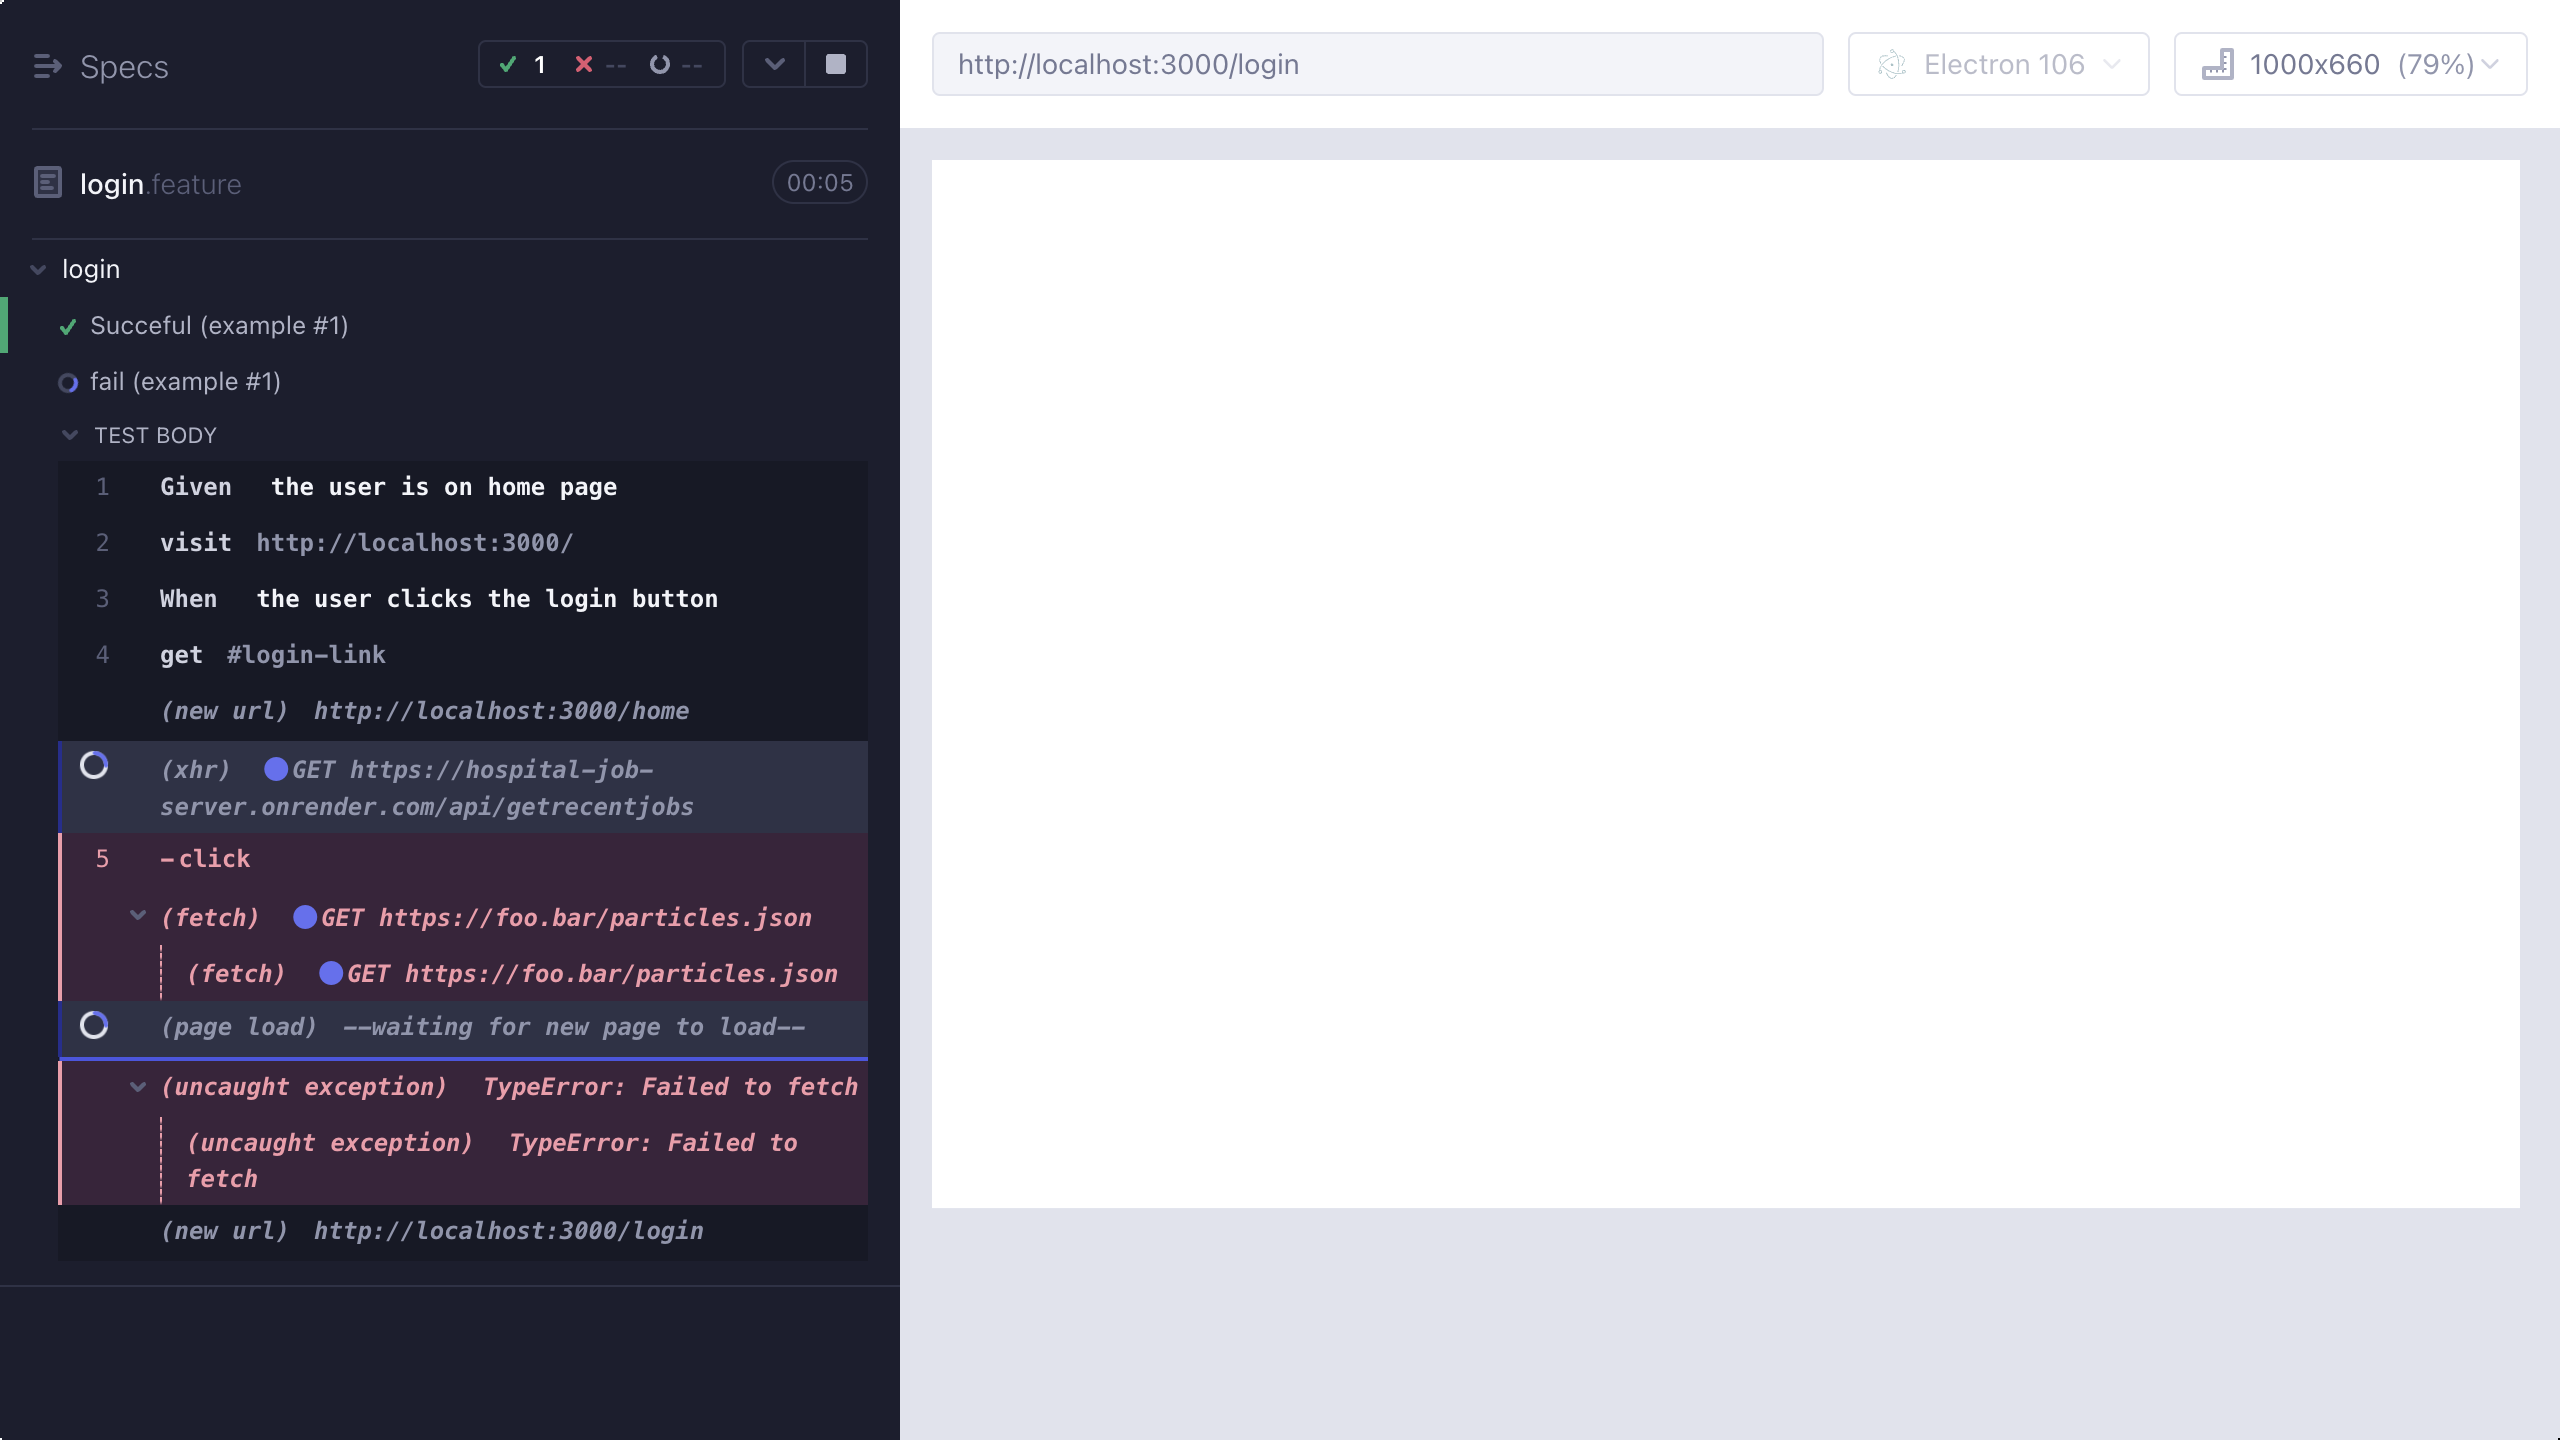 Specs
1 -- --
login.feature
00:05
login
Succeful (example #1)
fail (example #1)
TEST BODY
1 Given the user is on home page
2 visit http://localhost:3000/
3 When the user clicks the login button
4 get #login-link
(new url) http://localhost:3000/home
(xhr) GET https://hospital-job-
server.onrender.com/api/getrecentjobs
5 -click
(fetch) GET https://foo.bar/particles.json
(fetch) GET https://foo.bar/particles.json
(page load) --waiting for new page to load--
(uncaught exception) TypeError: Failed to fetch
(uncaught exception) TypeError: Failed to
fetch
(new url) http://localhost:3000/login
http://localhost:3000/login
Electron 106
1000x660 (79%)